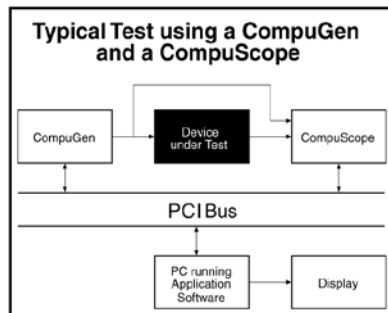 Typical Test using a CompuGen
and a CompuScope
CompuGen
Device
under Test
CompuScope
PCI Bus
PC running
Application
Software
Display